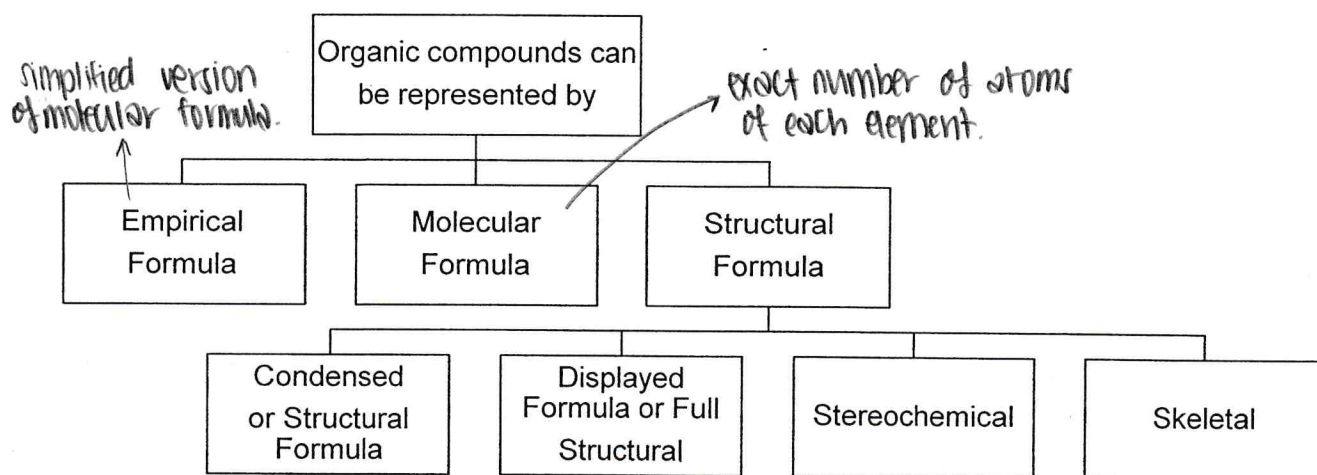 Organic compounds can
be represented by
simplified version
of molecular formula.
exact number of atoms
of each element.
Empirical
Formula
Molecular
Formula
Structural
Formula
Condensed
or Structural
Formula
Displayed
Formula or Full
Structural
Stereochemical
Skeletal